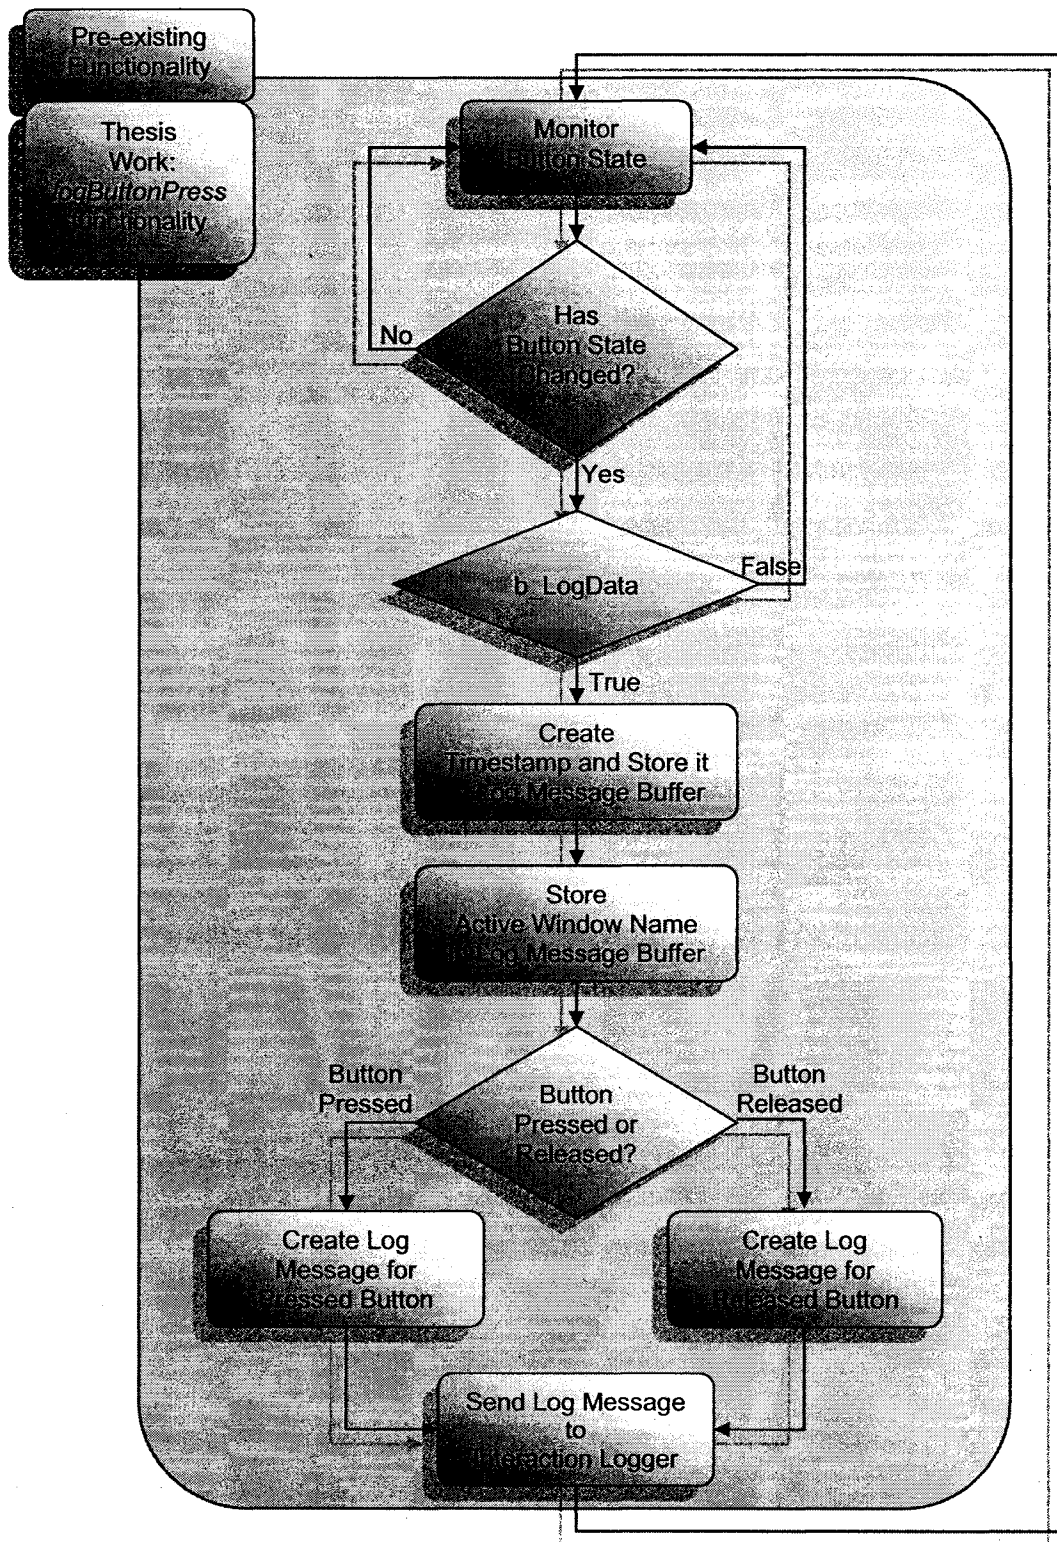 Pre-existing
Functionality
Thesis
Work:
logButtonPress
Functionality
Monitor
Button State
Has
Button State
Changed?
No
Yes
b_LogData
False
True
Create
Timestamp and Store it
Log Message Buffer
Store
Active Window Name
Log Message Buffer
Button
Pressed
Button
Pressed or
Released?
Button
Released
Create Log
Message for
Pressed Button
Create Log
Message for
Released Button
Send Log Message
to
Interaction Logger